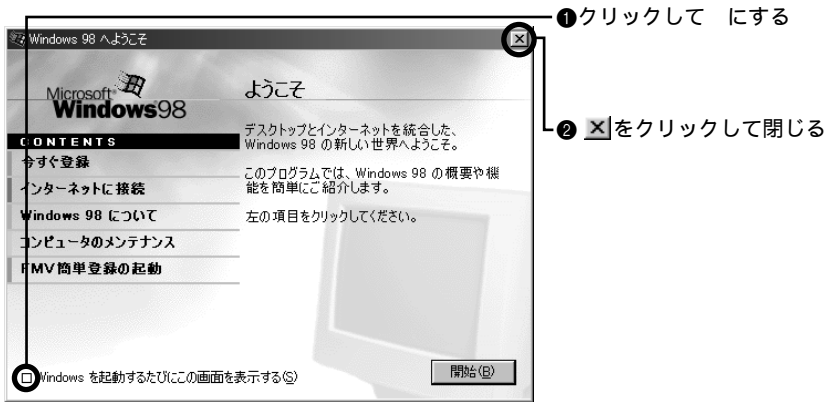 ❶クリックして　にする
Windows 98 へようこそ
Microsoft
Windows98
ようこそ
CONTENTS
今すぐ登録
インターネットに接続
Windows 98 について
コンピュータのメンテナンス
FMV簡単登録の起動
デスクトップとインターネットを統合した、
Windows 98 の新しい世界へようこそ。
このプログラムでは、Windows 98 の概要や機
能を簡単にご紹介します。
左の項目をクリックしてください。
❷ ×をクリックして閉じる
Windows を起動するたびにこの画面を表示する(S)
開始(B)